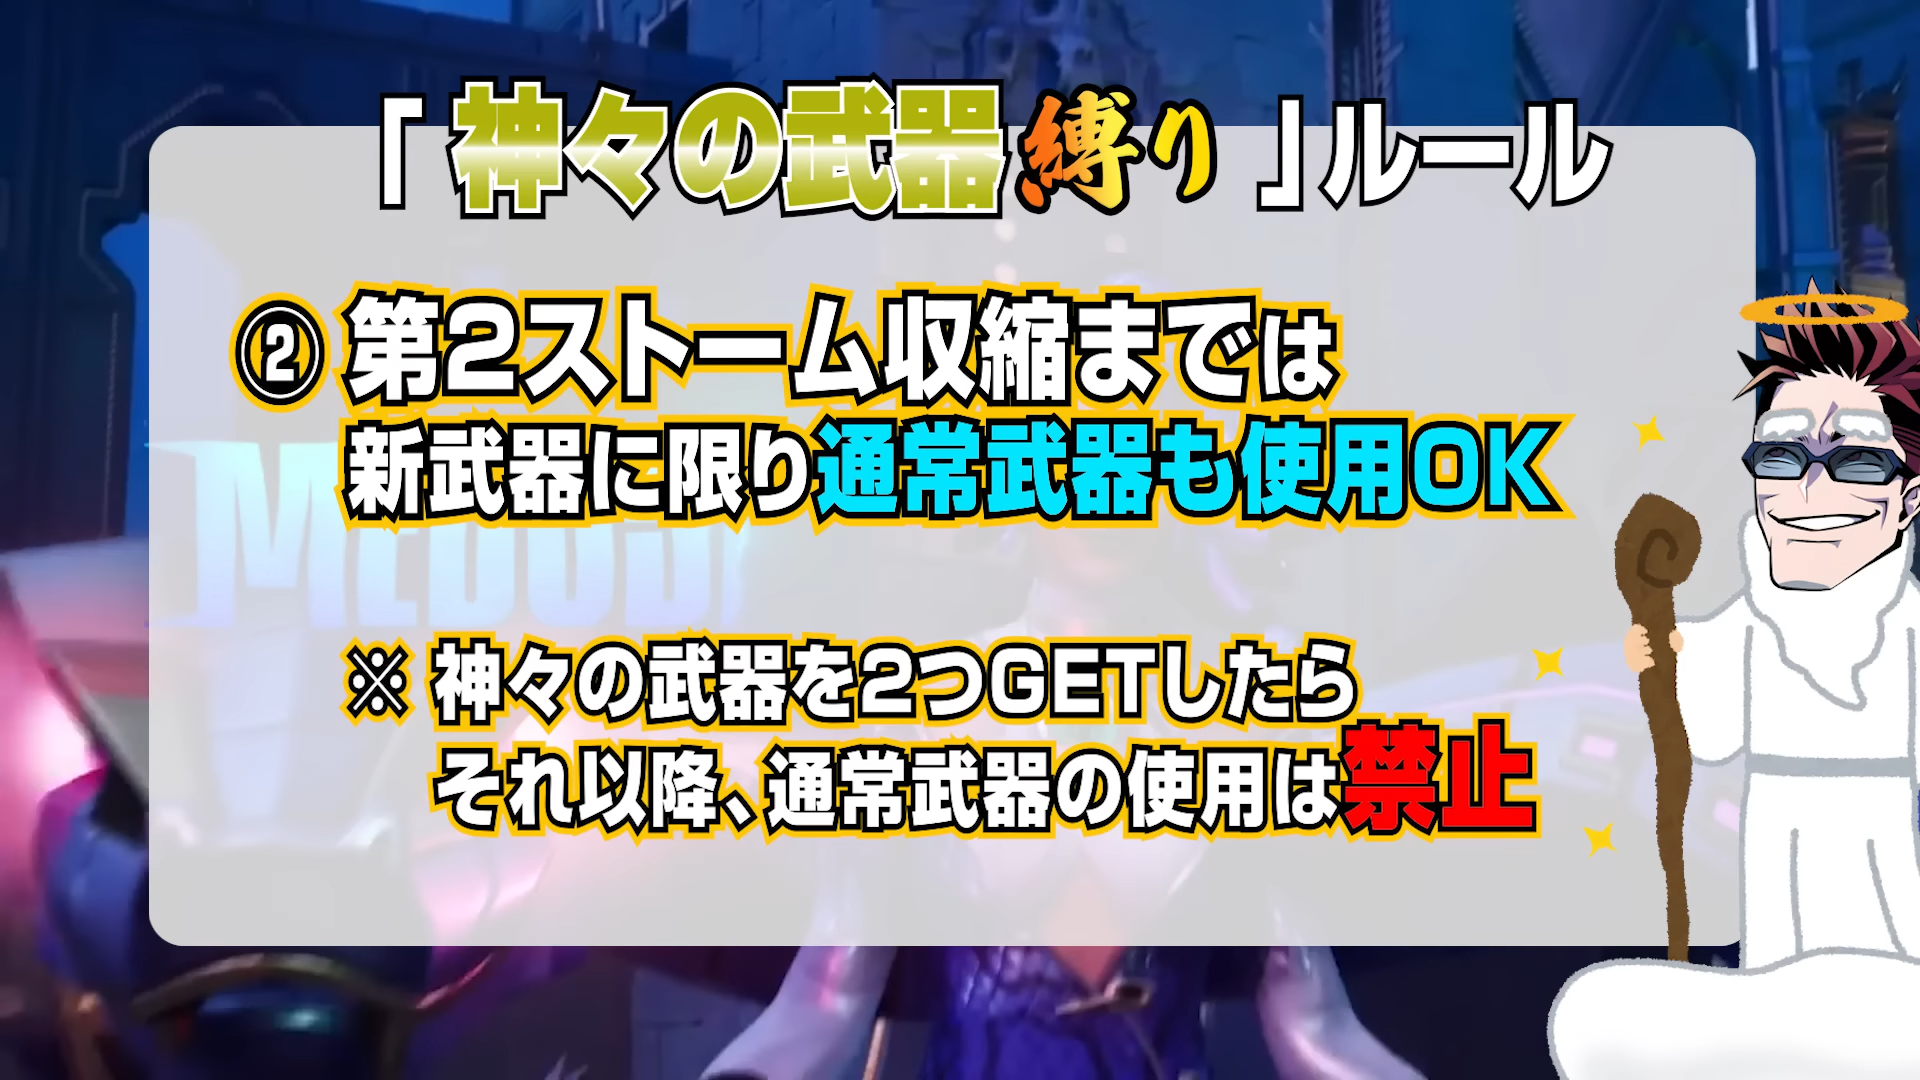 「神々の武器縛り」ルール
② 第2ストーム収縮までは
新武器に限り通常武器も使用OK
※ 神々の武器を2つGETしたら
それ以降、通常武器の使用は禁止